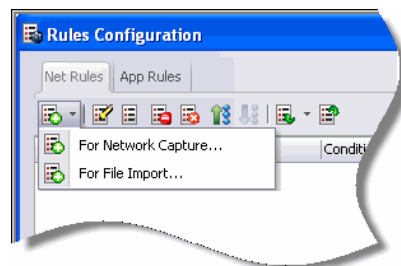 Rules Configuration
Net Rules App Rules
Conditi
For Network Capture...
For File Import...